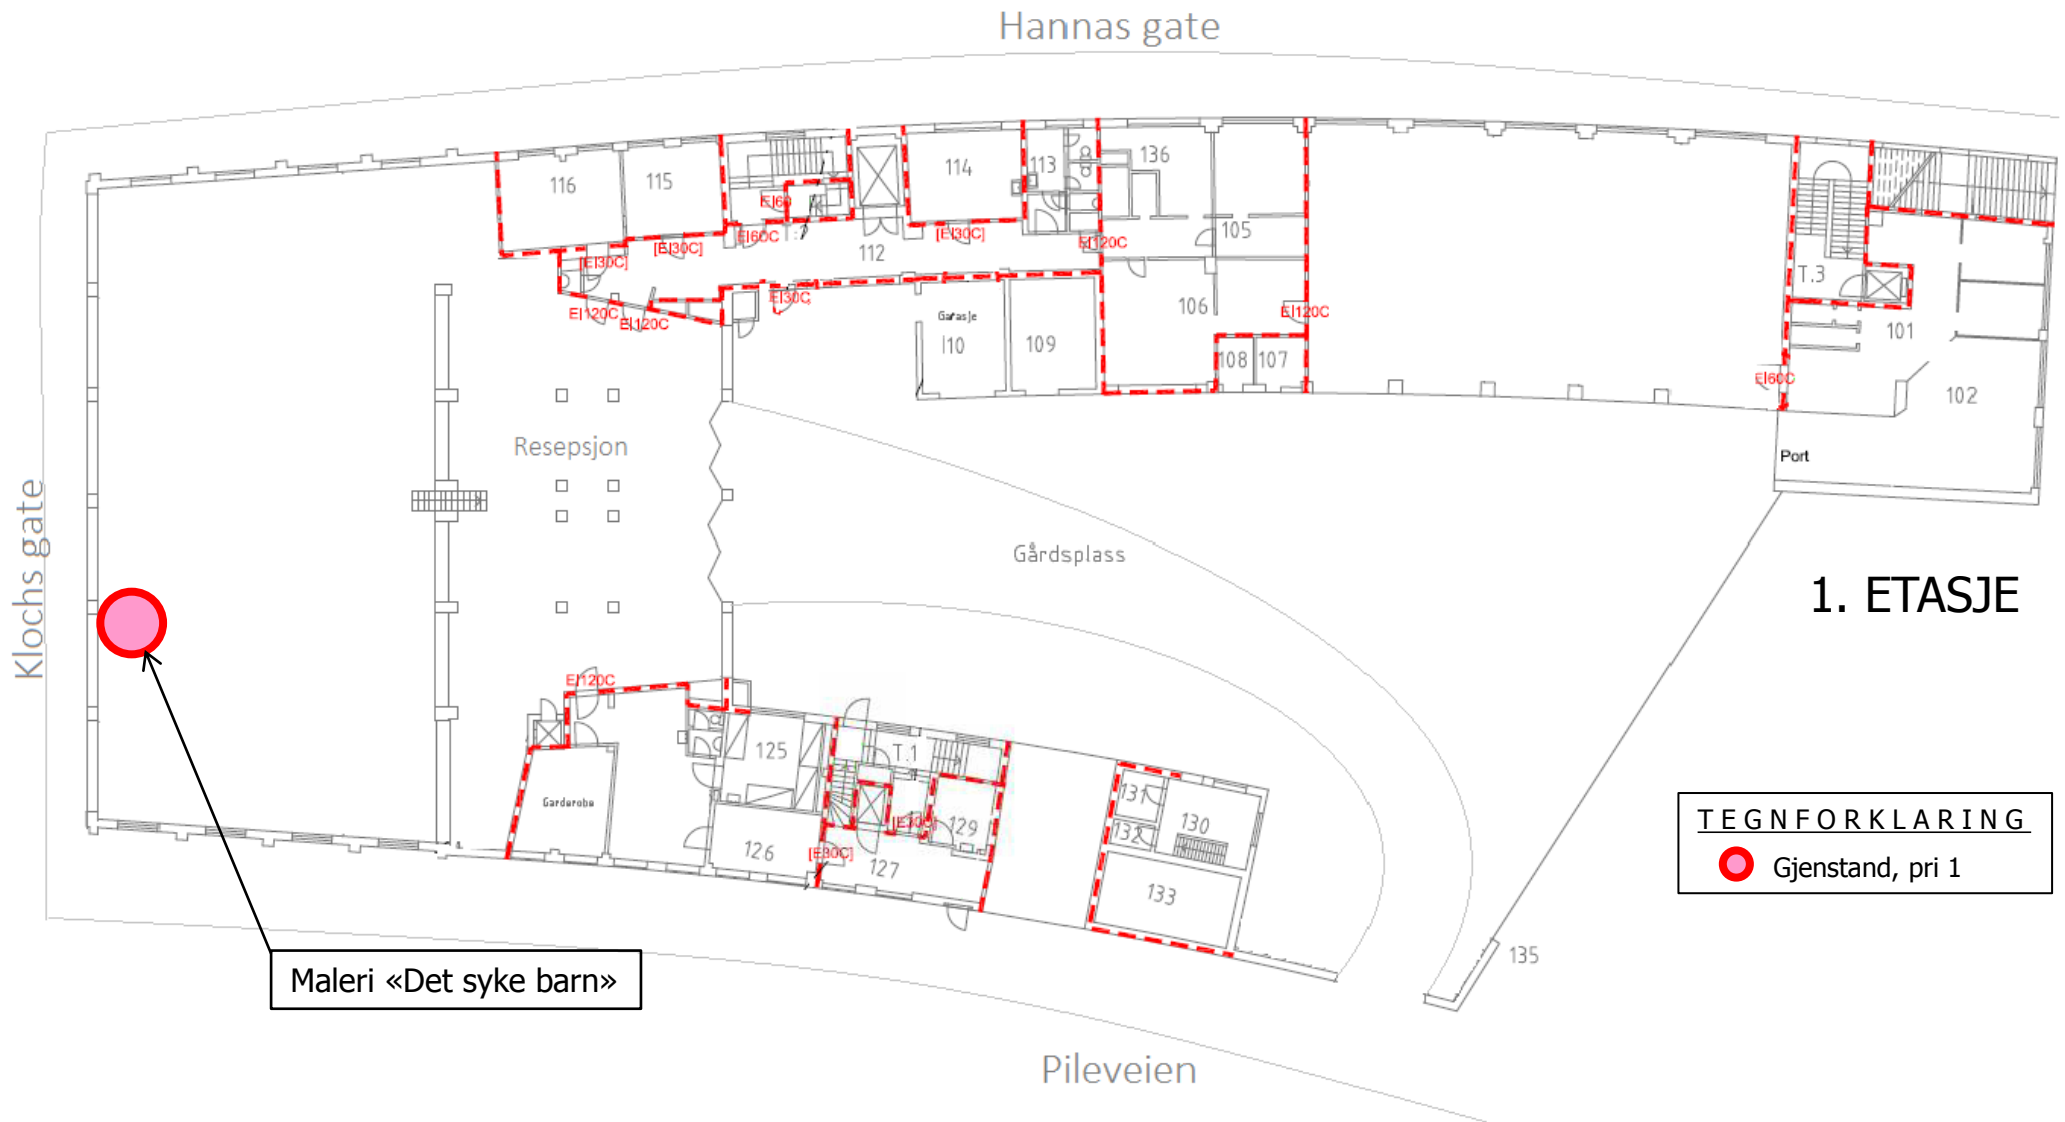 Hannas gate
136
113
114
116
115
EI60
EI60C
[EI30C]
[EI30C]
[EI30C]
EI120C
105
112
T.3
EI30C
EI120C
EI120C
106
EI120C
Garasje
110
109
101
108
107
EI60C
102
Resepsjon
Port
Klochs gate
Gårdsplass
1. ETASJE
EI120C
125
T.1
Garderobe
131
130
132
129
[EI30C]
[EI30C]
126
127
133
TEGNFORKLARING
Gjenstand, pri 1
135
Maleri «Det syke barn»
Pileveien